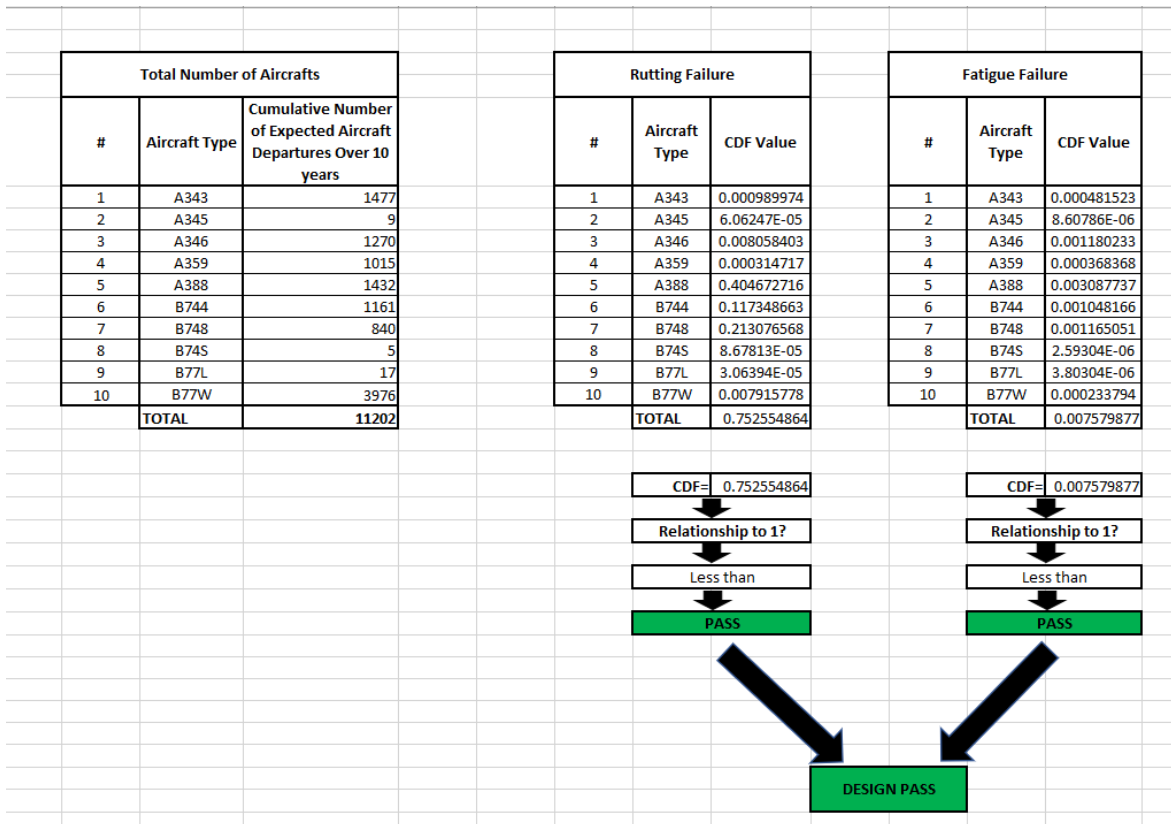 Total Number of Aircrafts
# Aircraft Type Cumulative Number of Expected Aircraft Departures Over 10 years
1 A343 1477
2 A345 9
3 A346 1270
4 A359 1015
5 A388 1432
6 B744 1161
7 B748 840
8 B74S 5
9 B77L 17
10 B77W 3976
TOTAL 11202
Rutting Failure
# Aircraft Type CDF Value
1 A343 0.000989974
2 A345 6.06247E-05
3 A346 0.008058403
4 A359 0.000314717
5 A388 0.404672716
6 B744 0.117348663
7 B748 0.213076568
8 B74S 8.67813E-05
9 B77L 3.06394E-05
10 B77W 0.007915778
TOTAL 0.752554864
CDF= 0.752554864
Relationship to 1?
Less than
PASS
Fatigue Failure
# Aircraft Type CDF Value
1 A343 0.000481523
2 A345 8.60786E-06
3 A346 0.001180233
4 A359 0.000368368
5 A388 0.003087737
6 B744 0.001048166
7 B748 0.001165051
8 B74S 2.59304E-06
9 B77L 3.80304E-06
10 B77W 0.000233794
TOTAL 0.007579877
CDF= 0.007579877
Relationship to 1?
Less than
PASS
DESIGN PASS